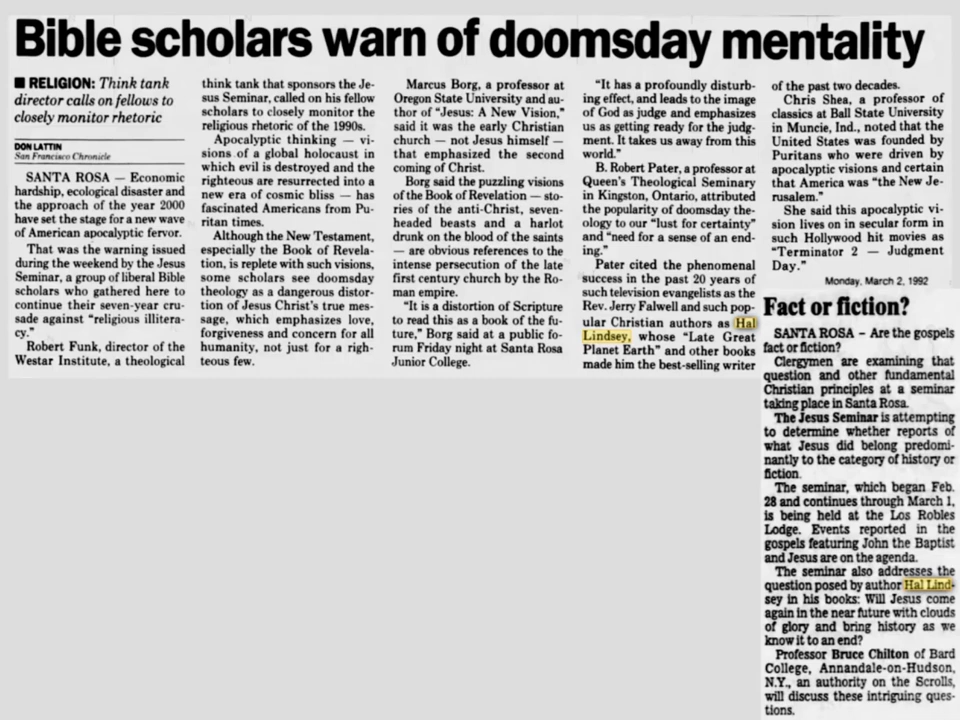 Bible scholars warn of doomsday mentality
■ RELIGION: Think tank
director calls on fellows to
closely monitor rhetoric
DON LATTIN
San Francisco Chronicle
SANTA ROSA — Economic
hardship, ecological disaster and
the approach of the year 2000
have set the stage for a new wave
of American apocalyptic fervor.
That was the warning issued
during the weekend by the Jesus
Seminar, a group of liberal Bible
scholars who gathered here to
continue their seven-year cru-
sade against "religious illitera-
cy."
Robert Funk, director of the
Westar Institute, a theological
think tank that sponsors the Je-
sus Seminar, called on his fellow
scholars to closely monitor the
religious rhetoric of the 1990s.
Apocalyptic thinking — vi-
sions of a global holocaust in
which evil is destroyed and the
righteous are resurrected into a
new era of cosmic bliss — has
fascinated Americans from Pu-
ritan times.
Although the New Testament,
especially the Book of Revela-
tion, is replete with such visions,
some scholars see doomsday
theology as a dangerous distor-
tion of Jesus Christ's true mes-
sage, which emphasizes love,
forgiveness and concern for all
humanity, not just for a righ-
teous few.
Marcus Borg, a professor at
Oregon State University and au-
thor of "Jesus: A New Vision,"
said it was the early Christian
church — not Jesus himself —
that emphasized the second
coming of Christ.
Borg said the puzzling visions
of the Book of Revelation — sto-
ries of the anti-Christ, seven-
headed beasts and a harlot
drunk on the blood of the saints
— are obvious references to the
intense persecution of the late
first century church by the Ro-
man empire.
"It is a distortion of Scripture
to read this as a book of the fu-
ture," Borg said at a public fo-
rum Friday night at Santa Rosa
Junior College.
"It has a profoundly disturb-
ing effect, and leads to the image
of God as judge and emphasizes
us as getting ready for the judg-
ment. It takes us away from this
world."
B. Robert Pater, a professor at
Queen's Theological Seminary
in Kingston, Ontario, attributed
the popularity of doomsday the-
ology to our "lust for certainty"
and "need for a sense of an end-
ing."
Pater cited the phenomenal
success in the past 20 years of
such television evangelists as the
Rev. Jerry Falwell and such pop-
ular Christian authors as Hal
Lindsey, whose "Late Great
Planet Earth" and other books
made him the best-selling writer
of the past two decades.
Chris Shea, a professor of
classics at Ball State University
in Muncie, Ind., noted that the
United States was founded by
Puritans who were driven by
apocalyptic visions and certain
that America was "the New Je-
rusalem."
She said this apocalyptic vi-
sion lives on in secular form in
such Hollywood hit movies as
"Terminator 2 — Judgment
Day."
Monday, March 2, 1992
Fact or fiction?
SANTA ROSA – Are the gospels
fact or fiction?
Clergymen are examining that
question and other fundamental
Christian principles at a seminar
taking place in Santa Rosa.
The Jesus Seminar is attempting
to determine whether reports of
what Jesus did belong predomi-
nantly to the category of history or
fiction.
The seminar, which began Feb.
28 and continues through March 1,
is being held at the Los Robles
Lodge. Events reported in the
gospels featuring John the Baptist
and Jesus are on the agenda.
The seminar also addresses the
question posed by author Hal Lind-
sey in his books: Will Jesus come
again in the near future with clouds
of glory and bring history as we
know it to an end?
Professor Bruce Chilton of Bard
College, Annandale-on-Hudson,
N.Y., an authority on the Scrolls,
will discuss these intriguing ques-
tions.